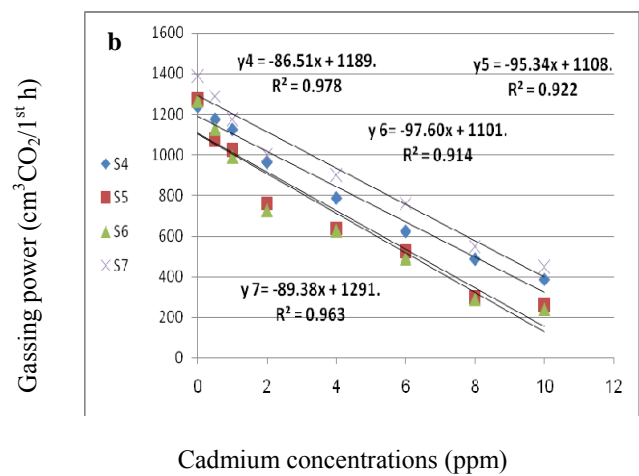 b
y4 = -86.51x + 1189.
R² = 0.978
y5 = -95.34x + 1108.
R² = 0.922
y 6 = -97.60x + 1101.
R² = 0.914
y 7 = -89.38x + 1291.
R² = 0.963
1600
1400
1200
1000
800
600
400
200
0
0 2 4 6 8 10 12
S4
S5
S6
S7
Gassing power (cm³CO₂/1ˢᵗ h)
Cadmium concentrations (ppm)